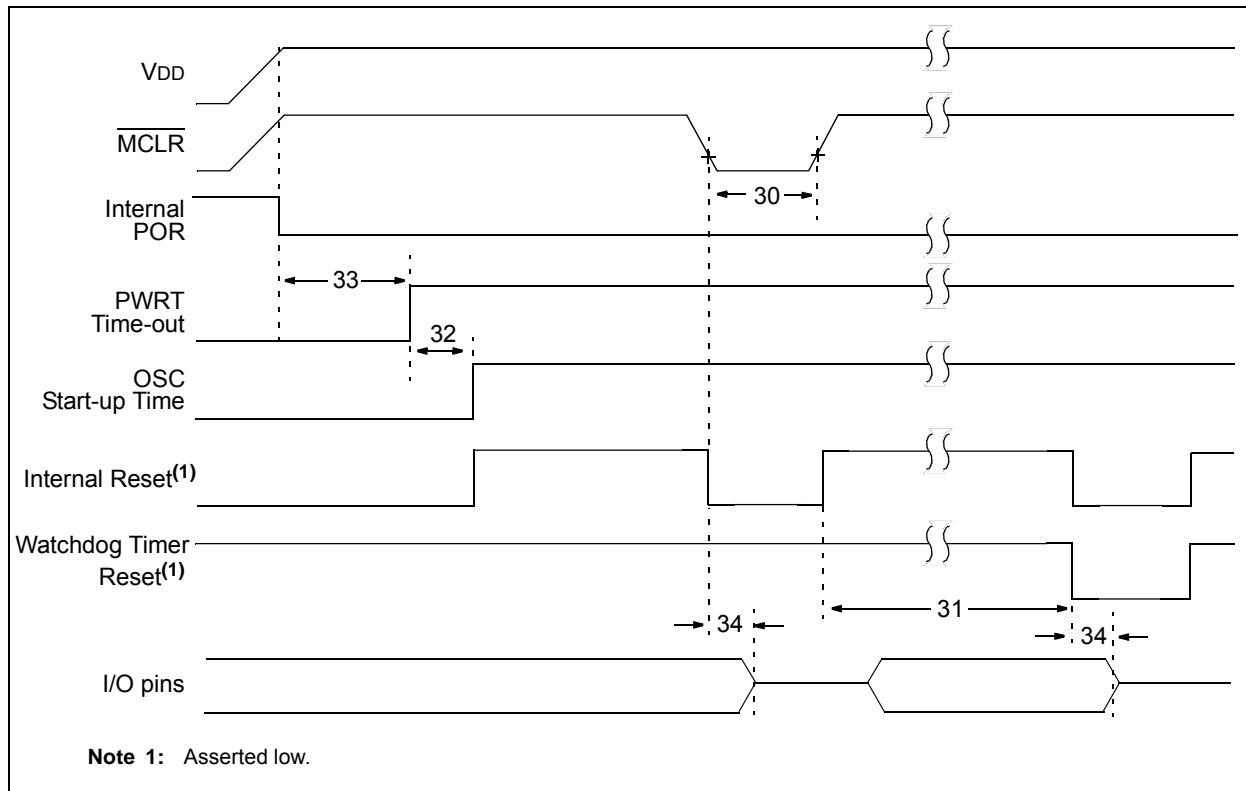 VDD
MCLR
30
Internal
POR
33
PWRT
Time-out
32
OSC
Start-up Time
Internal Reset(1)
Watchdog Timer
Reset(1)
31
34
34
I/O pins
Note 1: Asserted low.